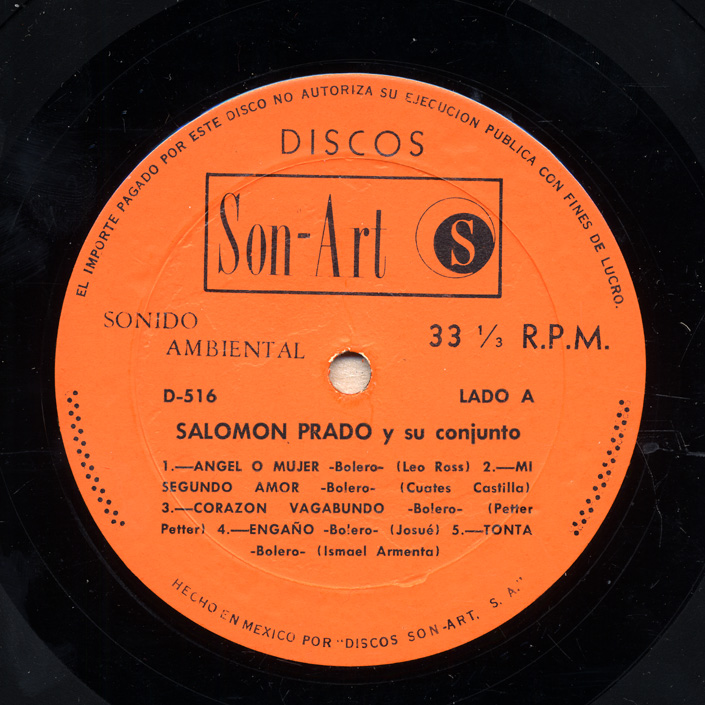 EL IMPORTE PAGADO POR ESTE DISCO NO AUTORIZA SU EJECUCION PUBLICA CON FINES DE LUCRO.
DISCOS
Son-Art S
SONIDO
AMBIENTAL
33 1/3 R.P.M.
D-516 LADO A
SALOMON PRADO y su conjunto
1.—ANGEL O MUJER -Bolero- (Leo Ross) 2.—MI
SEGUNDO AMOR -Bolero- (Cuates Castilla)
3.—CORAZON VAGABUNDO -Bolero- (Petter
Petter) 4.—ENGAÑO -Bolero- (Josué) 5.—TONTA
-Bolero- (Ismael Armenta)
HECHO EN MEXICO POR "DISCOS SON-ART, S. A."